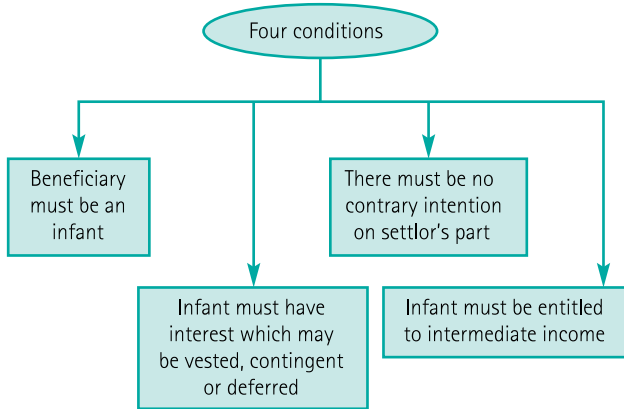 Four conditions
Beneficiary
must be an
infant
There must be no
contrary intention
on settlor's part
Infant must have
interest which may
be vested, contingent
or deferred
Infant must be entitled
to intermediate income